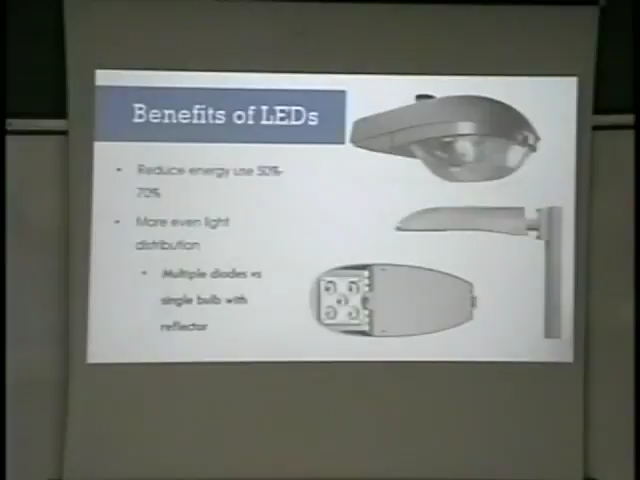 Benefits of LEDs
Reduce energy use 50%-
70%
More even light
distribution
Multiple diodes vs
single bulb with
reflector